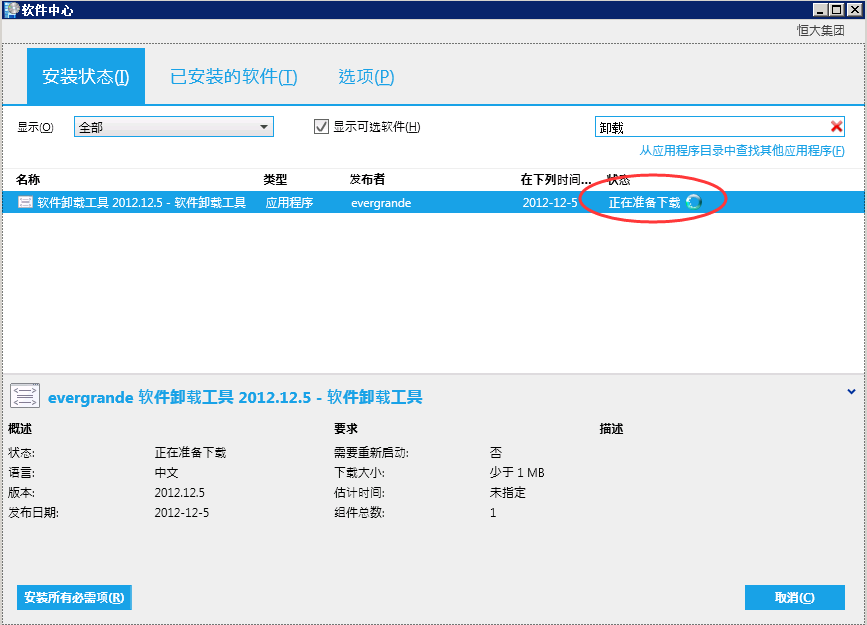 软件中心
恒大集团
安装状态(I) 已安装的软件(T) 选项(P)
显示(O) 全部 显示可选软件(H) 卸载
从应用程序目录中查找其他应用程序(F)
名称 类型 发布者 在下列时间... 状态
软件卸载工具 2012.12.5 - 软件卸载工具 应用程序 evergrande 2012-12-5 正在准备下载
evergrande 软件卸载工具 2012.12.5 - 软件卸载工具
概述 要求 描述
状态: 正在准备下载 需要重新启动: 否
语言: 中文 下载大小: 少于 1 MB
版本: 2012.12.5 估计时间: 未指定
发布日期: 2012-12-5 组件总数: 1
安装所有必需项(R) 取消(C)